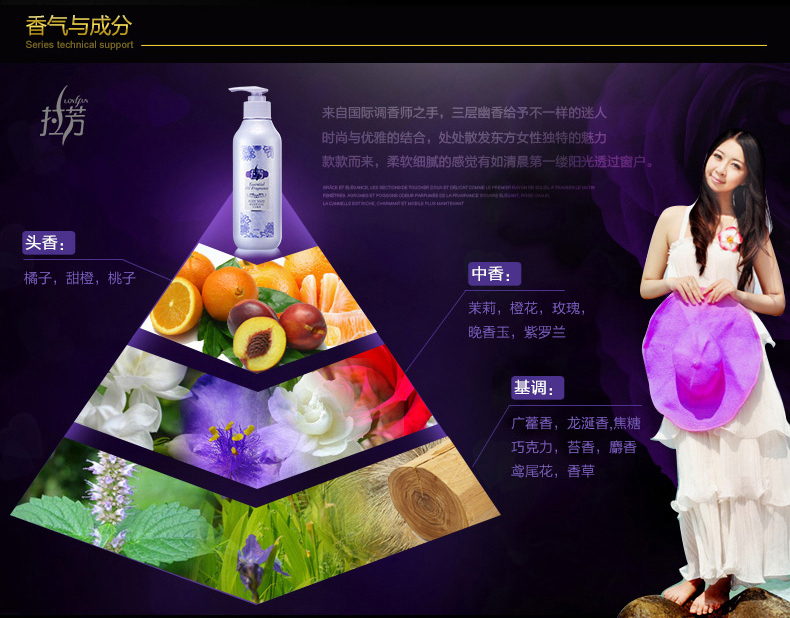 香气与成分
Series technical support
LOVEFUN
拉芳
来自国际调香师之手，三层幽香给予不一样的迷人
时尚与优雅的结合，处处散发东方女性独特的魅力
款款而来，柔软细腻的感觉有如清晨第一缕阳光透过窗户。
拉芳
Essential
头香：
橘子，甜橙，桃子
中香：
茉莉，橙花，玫瑰，
晚香玉，紫罗兰
基调：
广藿香，龙涎香,焦糖
巧克力，苔香，麝香
鸢尾花，香草